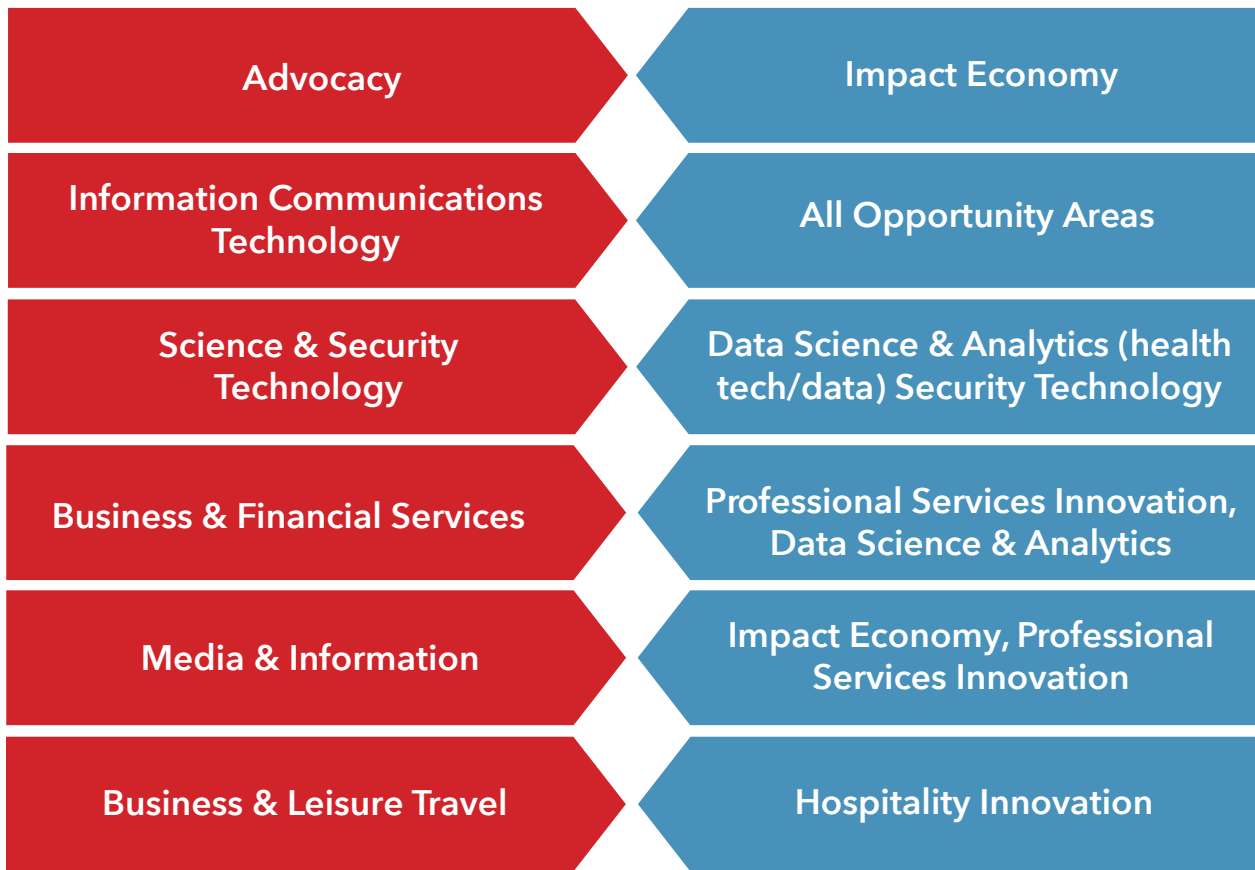 Advocacy
Impact Economy
Information Communications
Technology
All Opportunity Areas
Science & Security
Technology
Data Science & Analytics (health
tech/data) Security Technology
Business & Financial Services
Professional Services Innovation,
Data Science & Analytics
Media & Information
Impact Economy, Professional
Services Innovation
Business & Leisure Travel
Hospitality Innovation